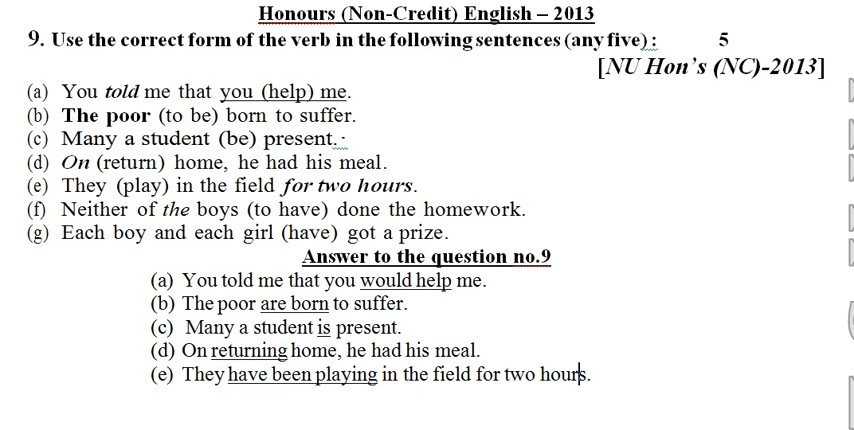 Honours (Non-Credit) English – 2013
9. Use the correct form of the verb in the following sentences (any five) : 5
[NU Hon's (NC)-2013]
(a) You told me that you (help) me.
(b) The poor (to be) born to suffer.
(c) Many a student (be) present.
(d) On (return) home, he had his meal.
(e) They (play) in the field for two hours.
(f) Neither of the boys (to have) done the homework.
(g) Each boy and each girl (have) got a prize.
Answer to the question no.9
(a) You told me that you would help me.
(b) The poor are born to suffer.
(c) Many a student is present.
(d) On returning home, he had his meal.
(e) They have been playing in the field for two hours.